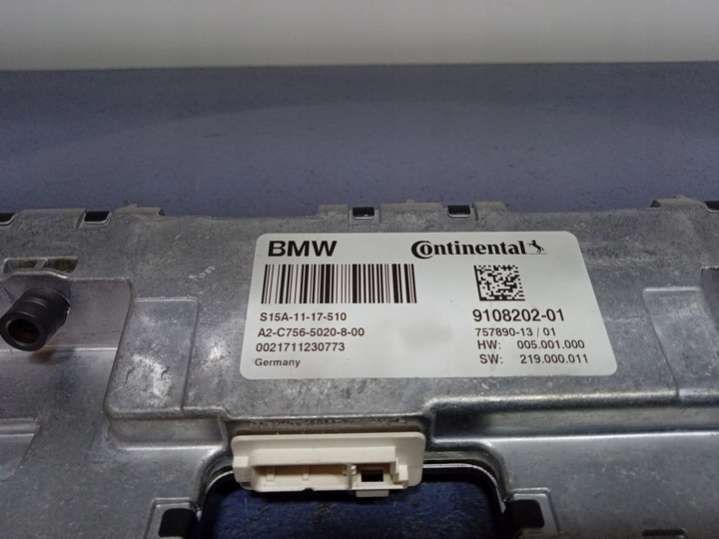 BMW
Continental
S15A-11-17-510
A2-C756-5020-8-00
0021711230773
Germany
9108202-01
757890-13 / 01
HW: 005.001.000
SW: 219.000.011